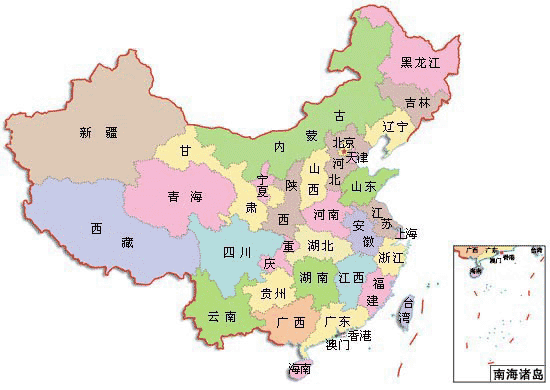 黑龙江
吉林
辽宁
内蒙古
新疆
甘肃
北京
天津
河北
山西
宁夏
陕西
青海
山东
西藏
河南
江苏
安徽
上海
四川
重庆
湖北
浙江
湖南
江西
贵州
福建
云南
广西
广东
台湾
香港
澳门
海南
广西
广东
台湾
香港
澳门
海南
南海诸岛